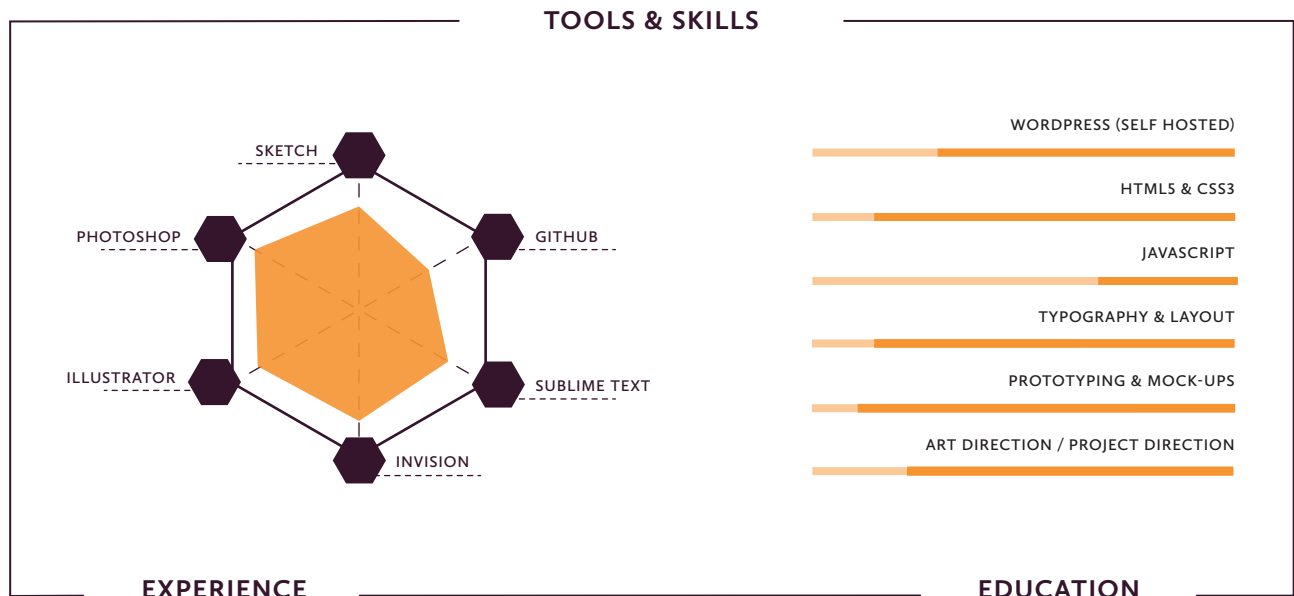 TOOLS & SKILLS
SKETCH
PHOTOSHOP
GITHUB
ILLUSTRATOR
SUBLIME TEXT
INVISION
WORDPRESS (SELF HOSTED)
HTML5 & CSS3
JAVASCRIPT
TYPOGRAPHY & LAYOUT
PROTOTYPING & MOCK-UPS
ART DIRECTION / PROJECT DIRECTION
EXPERIENCE
EDUCATION